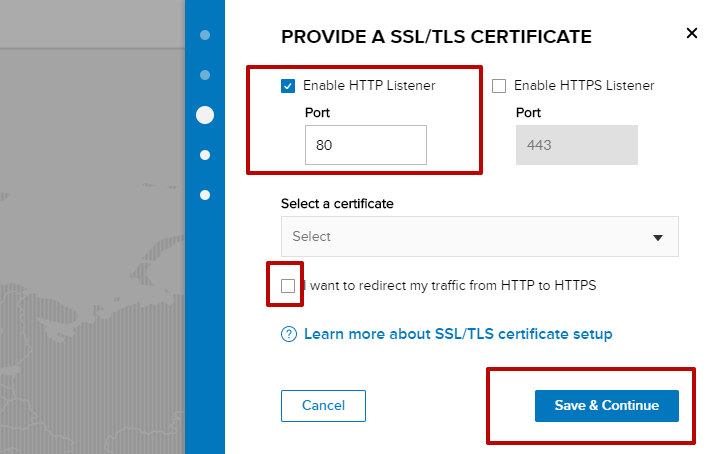 PROVIDE A SSL/TLS CERTIFICATE
Enable HTTP Listener
Enable HTTPS Listener
Port
Port
80
443
Select a certificate
Select
I want to redirect my traffic from HTTP to HTTPS
? Learn more about SSL/TLS certificate setup
Cancel
Save & Continue